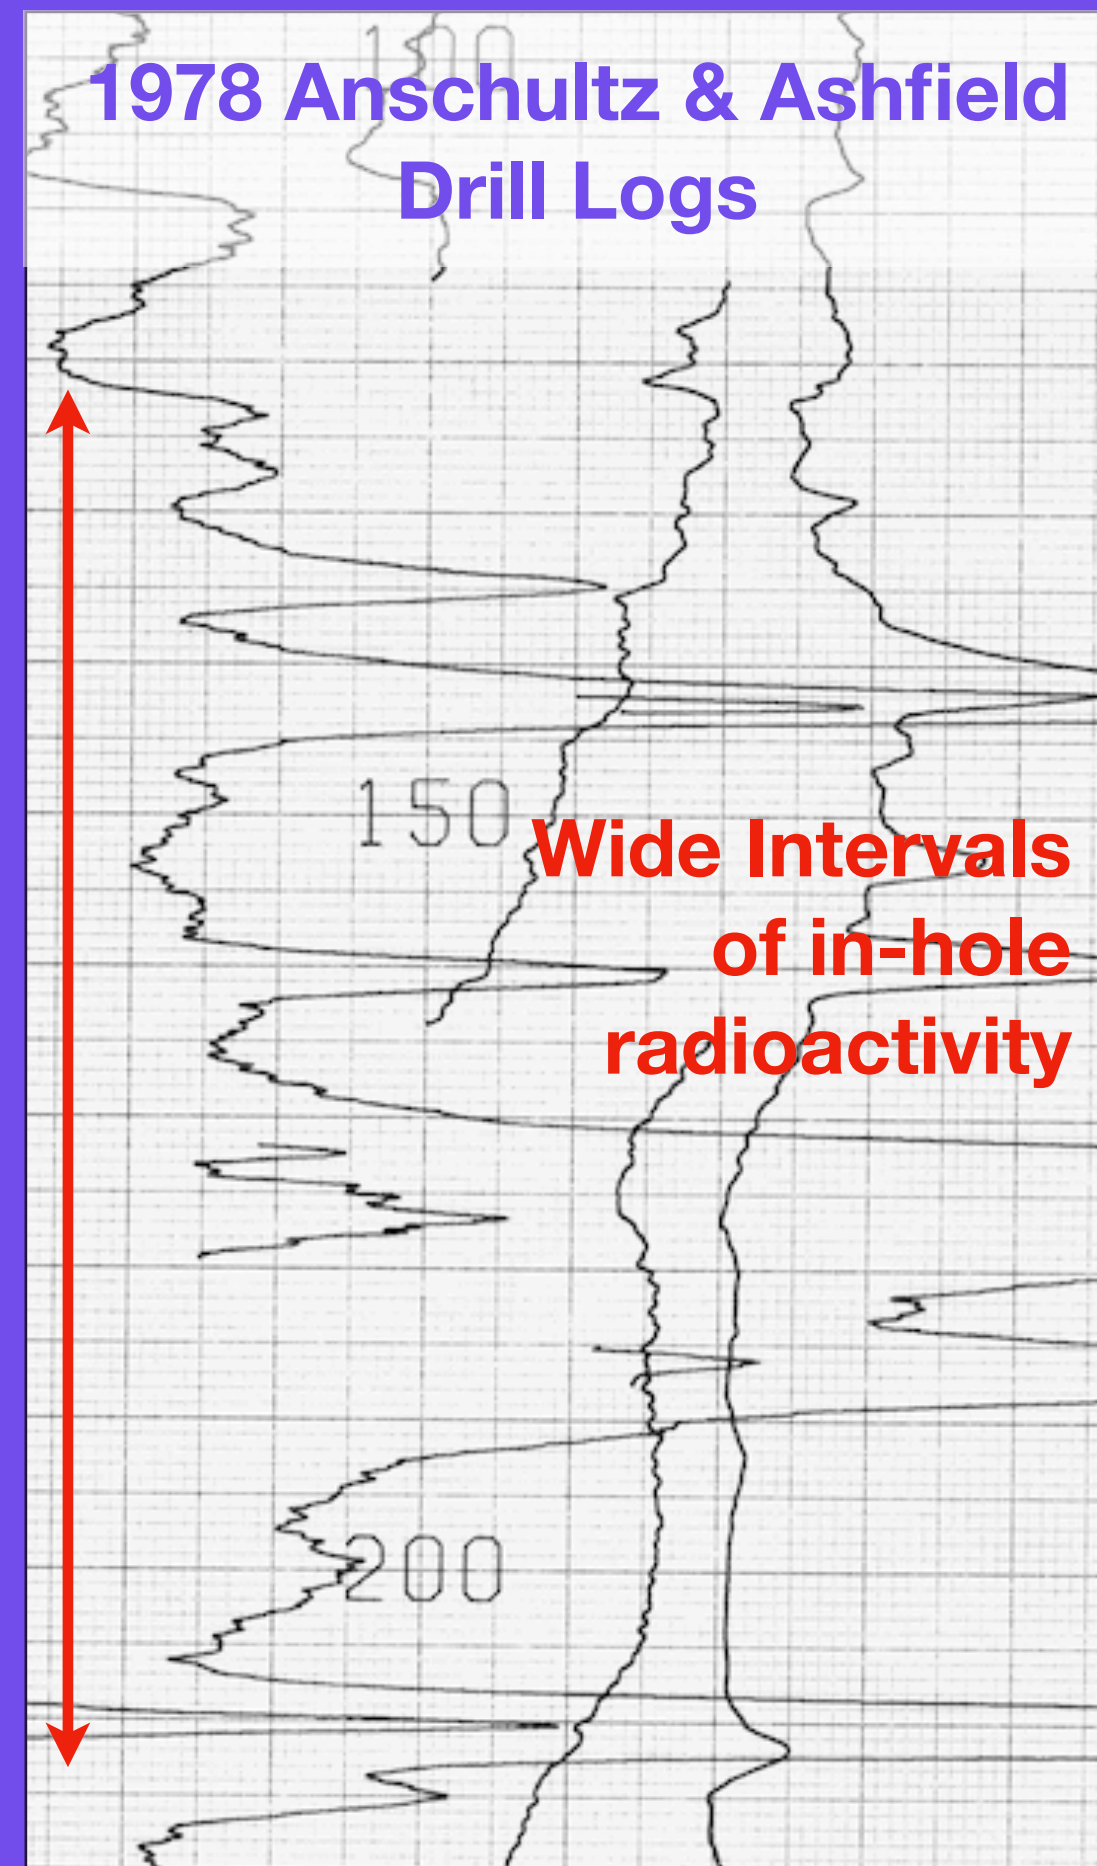 100
1978 Anschultz & Ashfield
Drill Logs
150
Wide Intervals
of in-hole
radioactivity
200